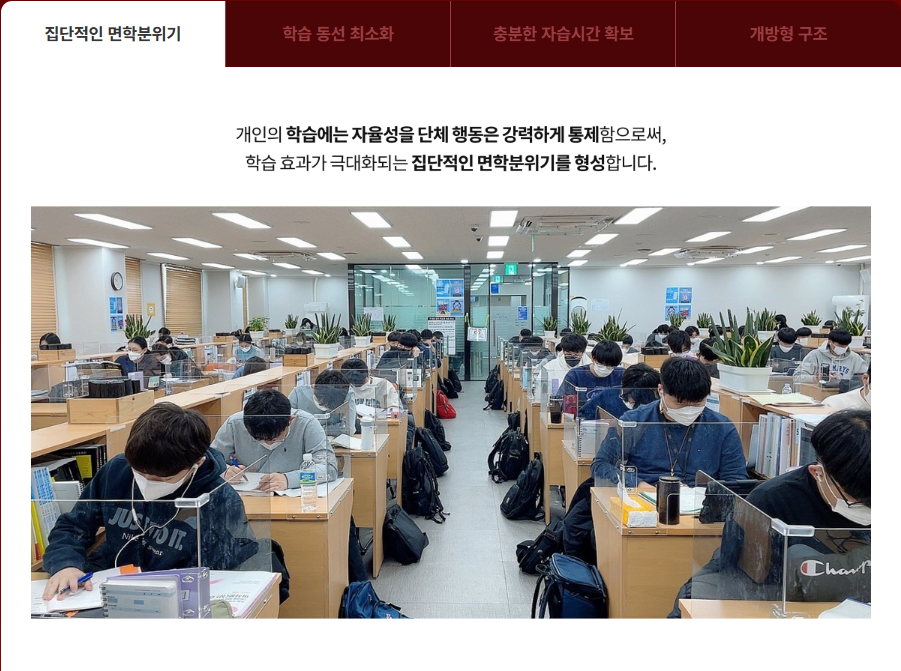 집단적인 면학분위기
학습 동선 최소화
충분한 자습시간 확보
개방형 구조
개인의 학습에는 자율성을 단체 행동은 강력하게 통제함으로써,
학습 효과가 극대화되는 집단적인 면학분위기를 형성합니다.
JUST
DO IT.